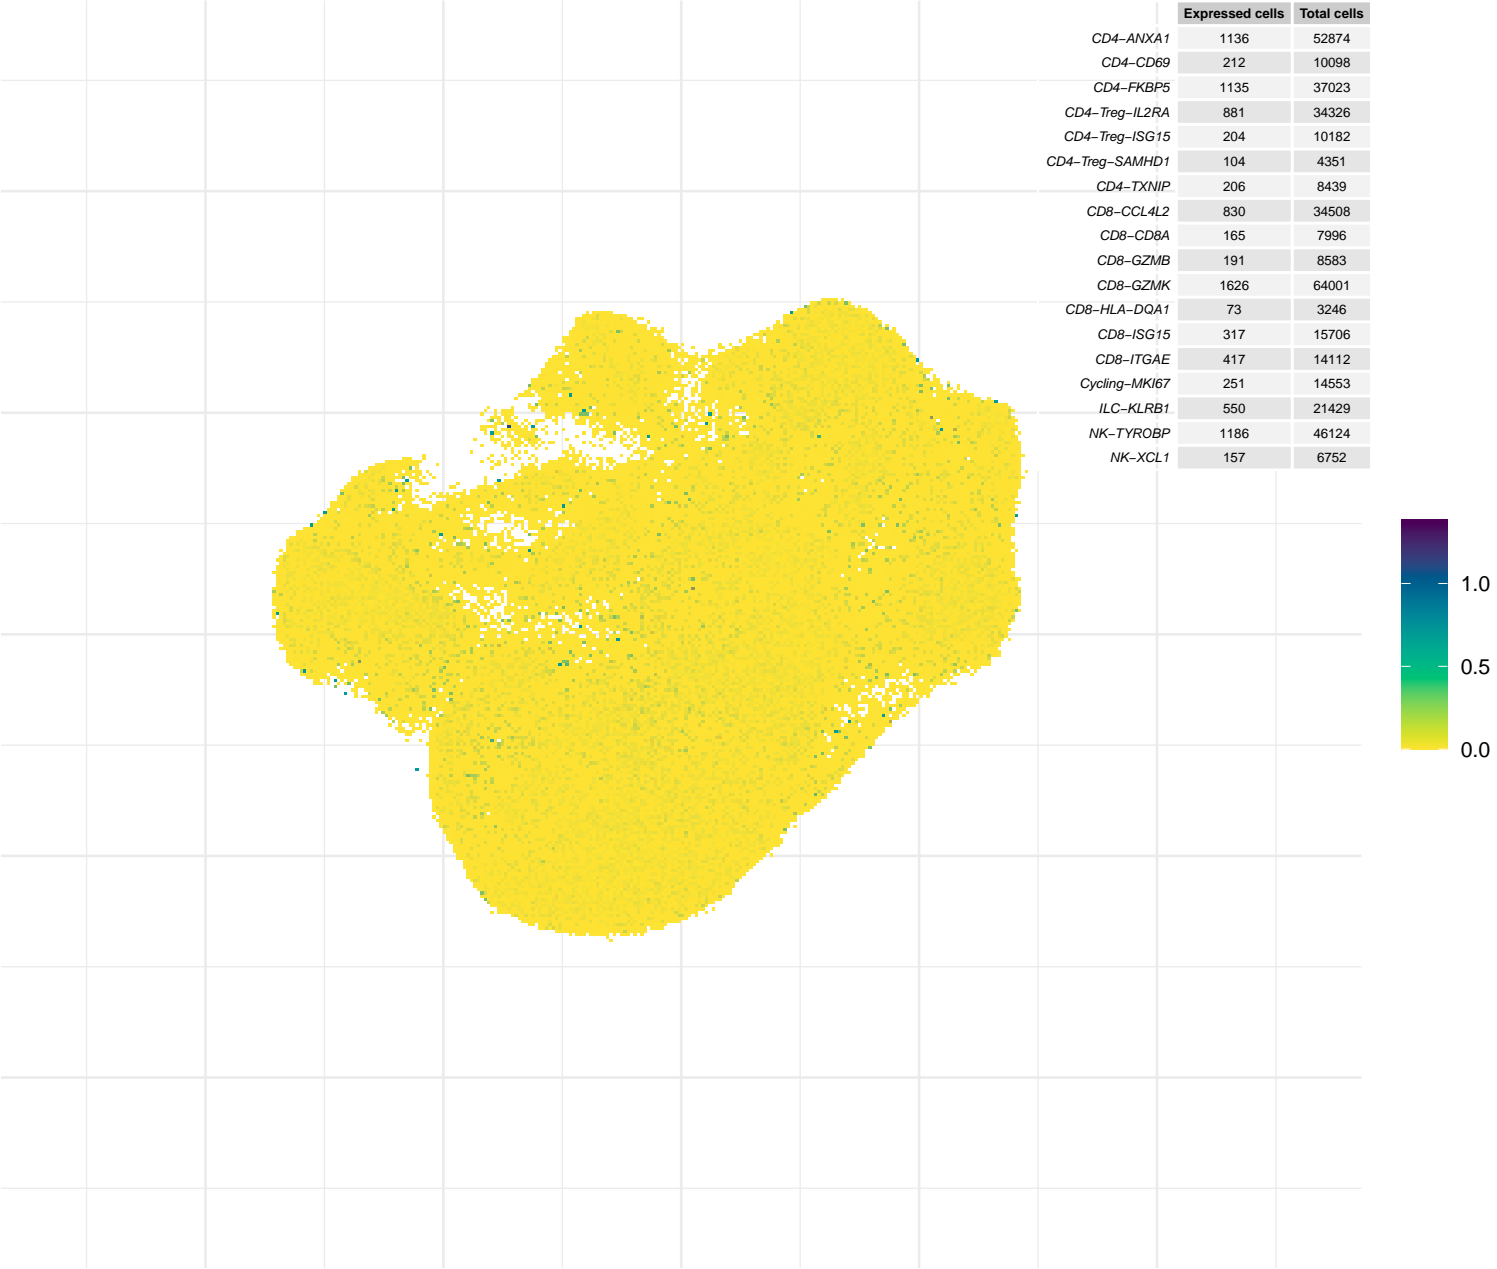 Expressed cells Total cells
CD4−ANXA1 1136 52874
CD4−CD69 212 10098
CD4−FKBP5 1135 37023
CD4−Treg−IL2RA 881 34326
CD4−Treg−ISG15 204 10182
CD4−Treg−SAMHD1 104 4351
CD4−TXNIP 206 8439
CD8−CCL4L2 830 34508
CD8−CD8A 165 7996
CD8−GZMB 191 8583
CD8−GZMK 1626 64001
CD8−HLA−DQA1 73 3246
CD8−ISG15 317 15706
CD8−ITGAE 417 14112
Cycling−MKI67 251 14553
ILC−KLRB1 550 21429
NK−TYROBP 1186 46124
NK−XCL1 157 6752
1.0
0.5
0.0